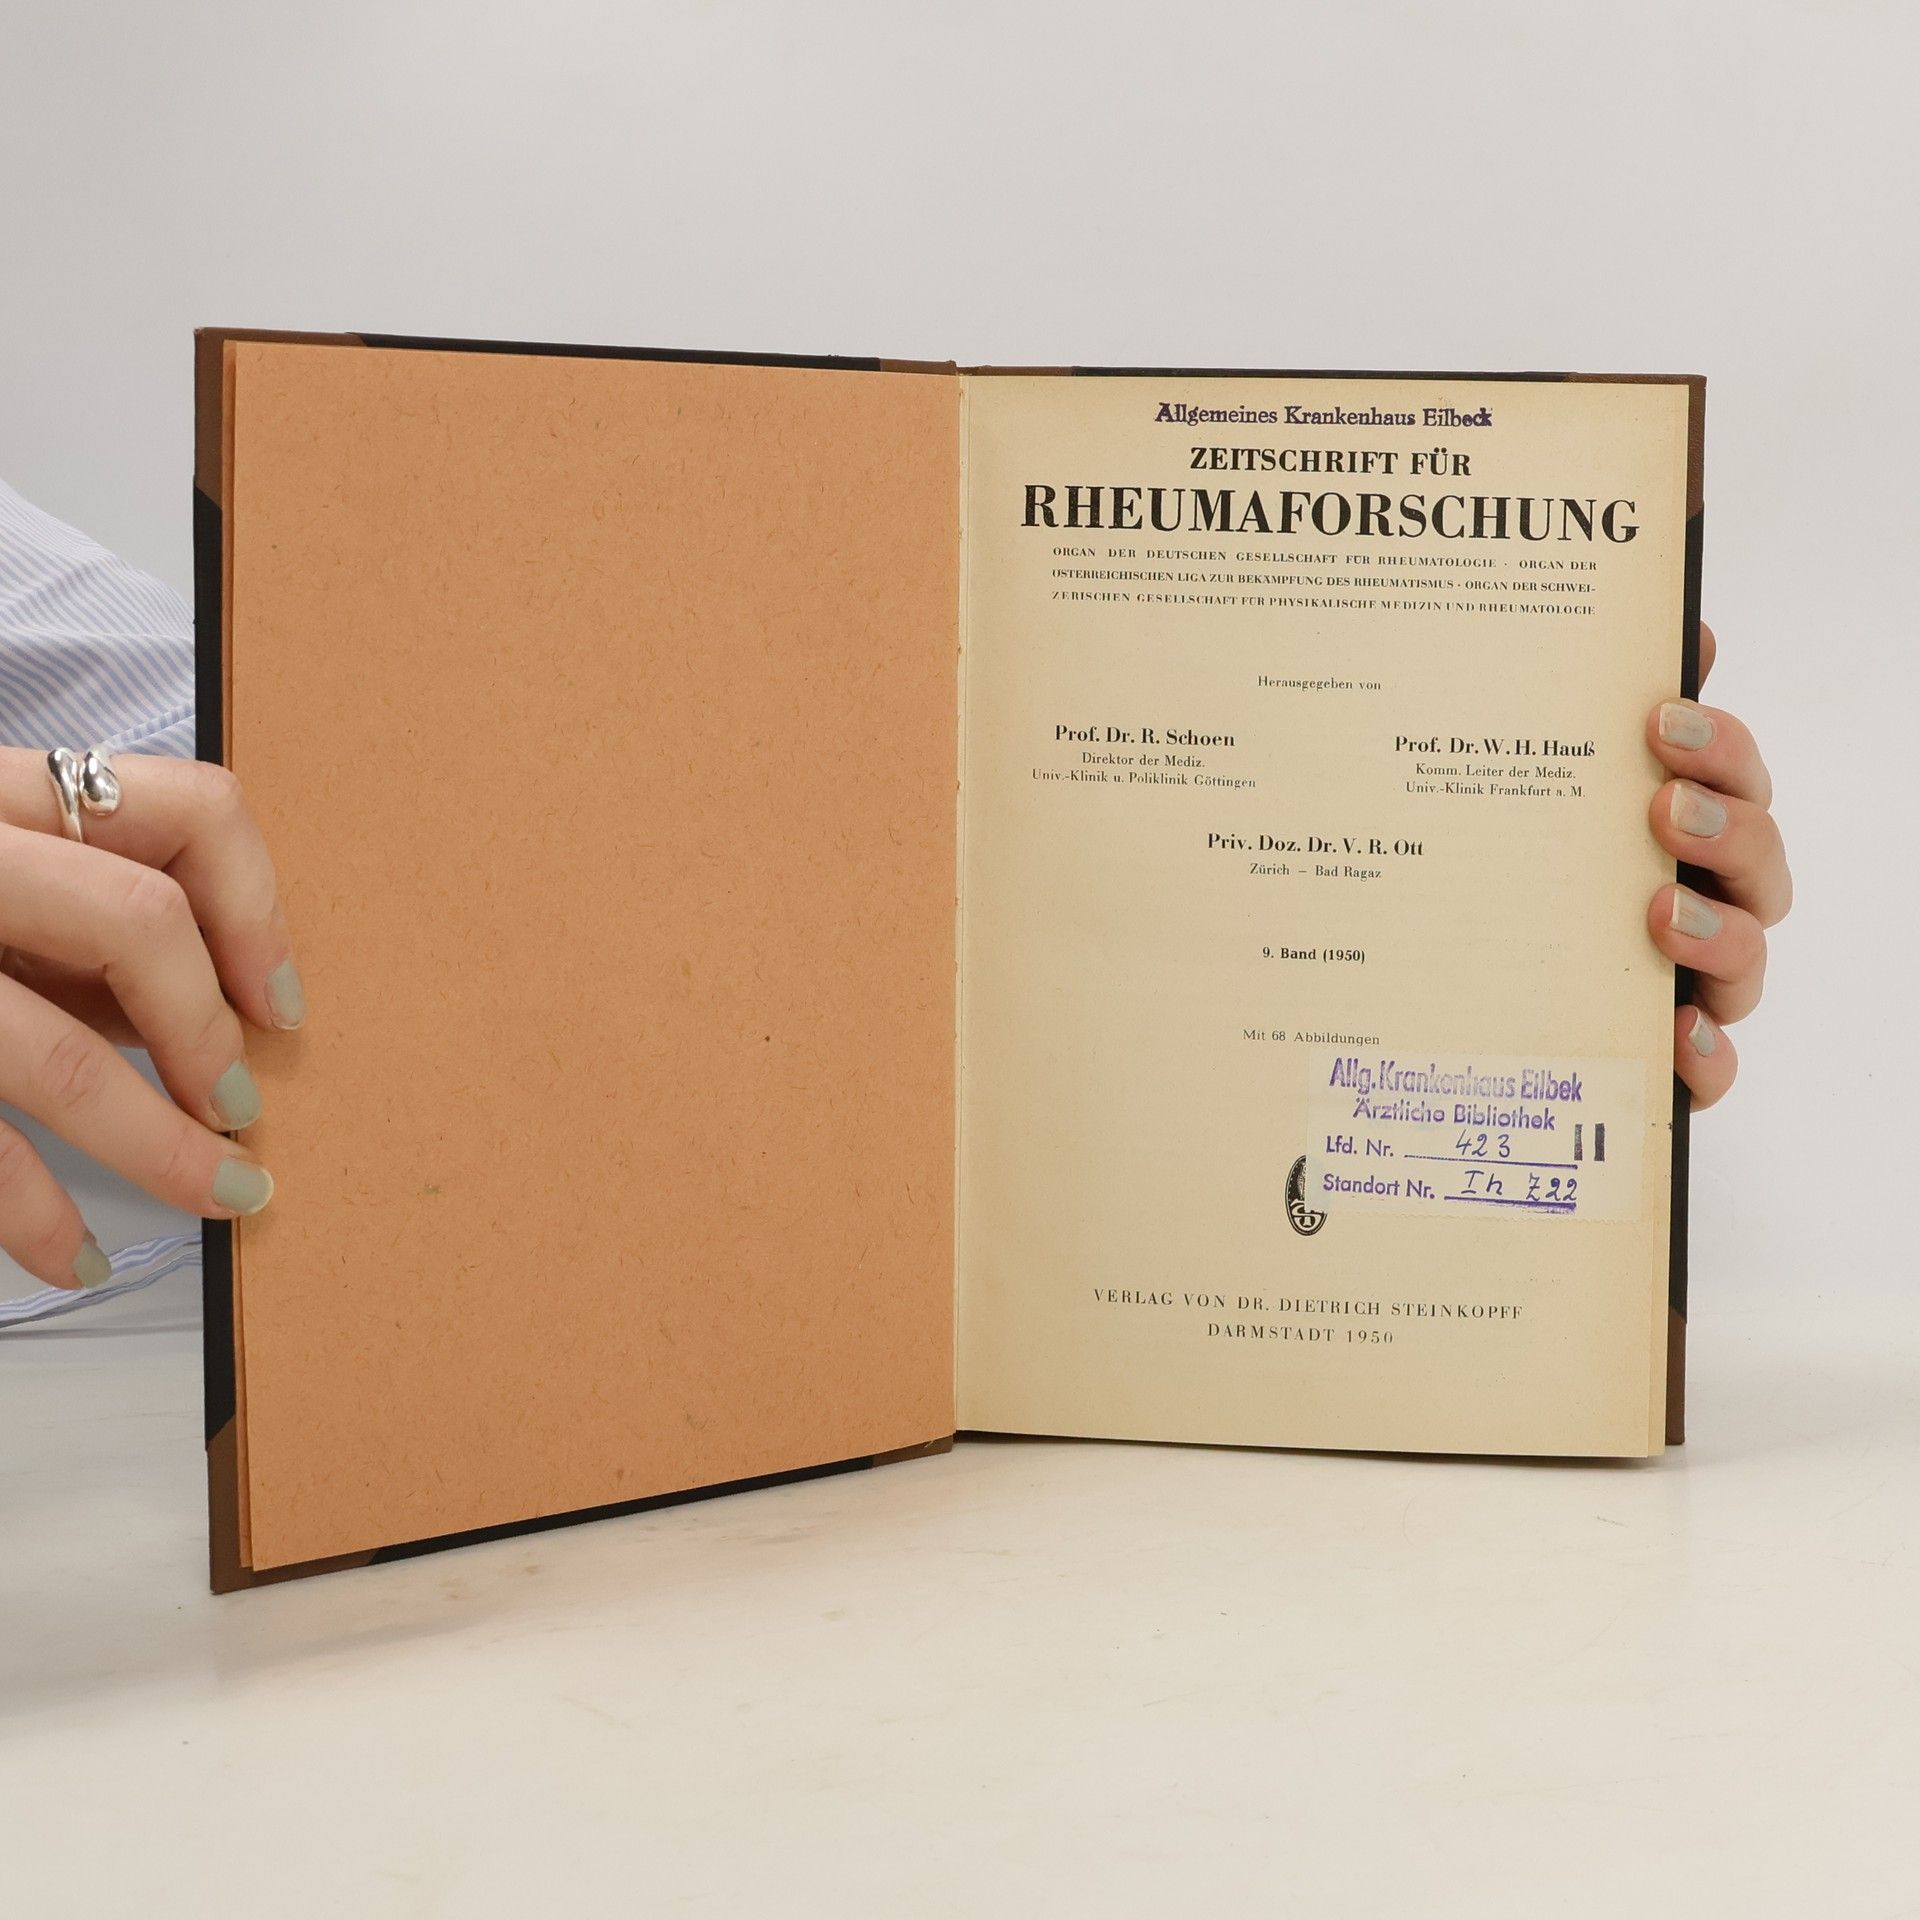 Allgemeines Krankenhaus Eilbeck
ZEITSCHRIFT FÜR
RHEUMAFORSCHUNG
ORGAN DER DEUTSCHEN GESELLSCHAFT FÜR RHEUMATOLOGIE · ORGAN DER
ÖSTERREICHISCHEN LIGA ZUR BEKÄMPFUNG DES RHEUMATISMUS · ORGAN DER SCHWEI-
ZERISCHEN GESELLSCHAFT FÜR PHYSIKALISCHE MEDIZIN UND RHEUMATOLOGIE
Herausgegeben von
Prof. Dr. R. Schoen
Direktor der Mediz.
Univ.-Klinik u. Poliklinik Göttingen
Prof. Dr. W. H. Hauß
Komm. Leiter der Mediz.
Univ.-Klinik Frankfurt a. M.
Priv. Doz. Dr. V. R. Ott
Zürich – Bad Ragaz
9. Band (1950)
Mit 68 Abbildungen
Allg. Krankenhaus Eilbek
Ärztliche Bibliothek
Lfd. Nr. 423 II
Standort Nr. Ih Z22
VERLAG VON DR. DIETRICH STEINKOPFF
DARMSTADT 1950